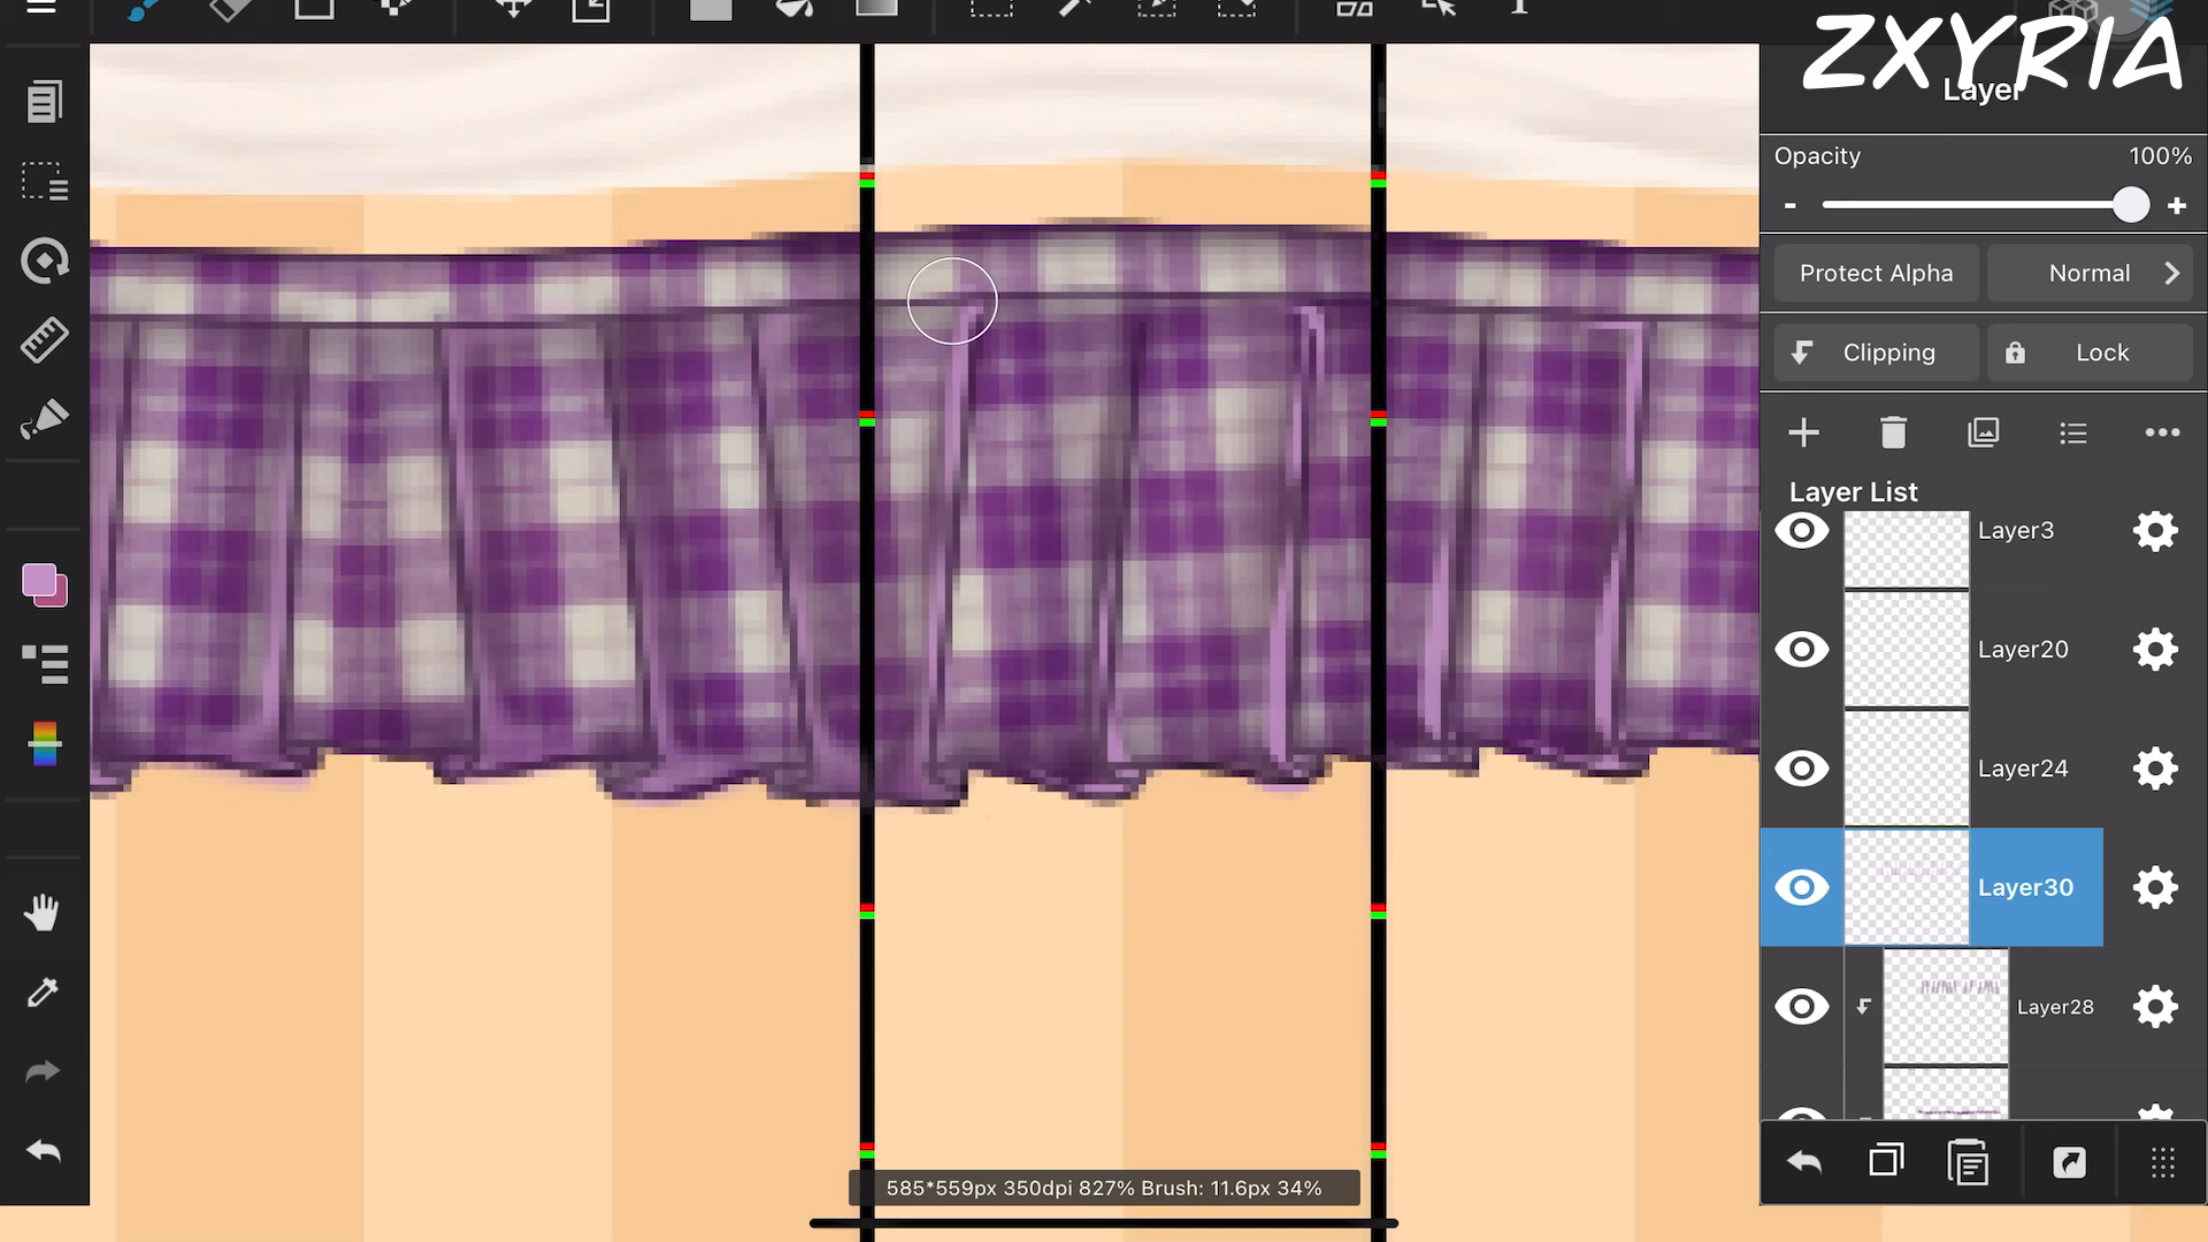 ZXYRIA
Layer
Opacity 100%
- +
Protect Alpha Normal
Clipping Lock
Layer List
Layer3
Layer20
Layer24
Layer30
Layer28
585*559px 350dpi 827% Brush: 11.6px 34%